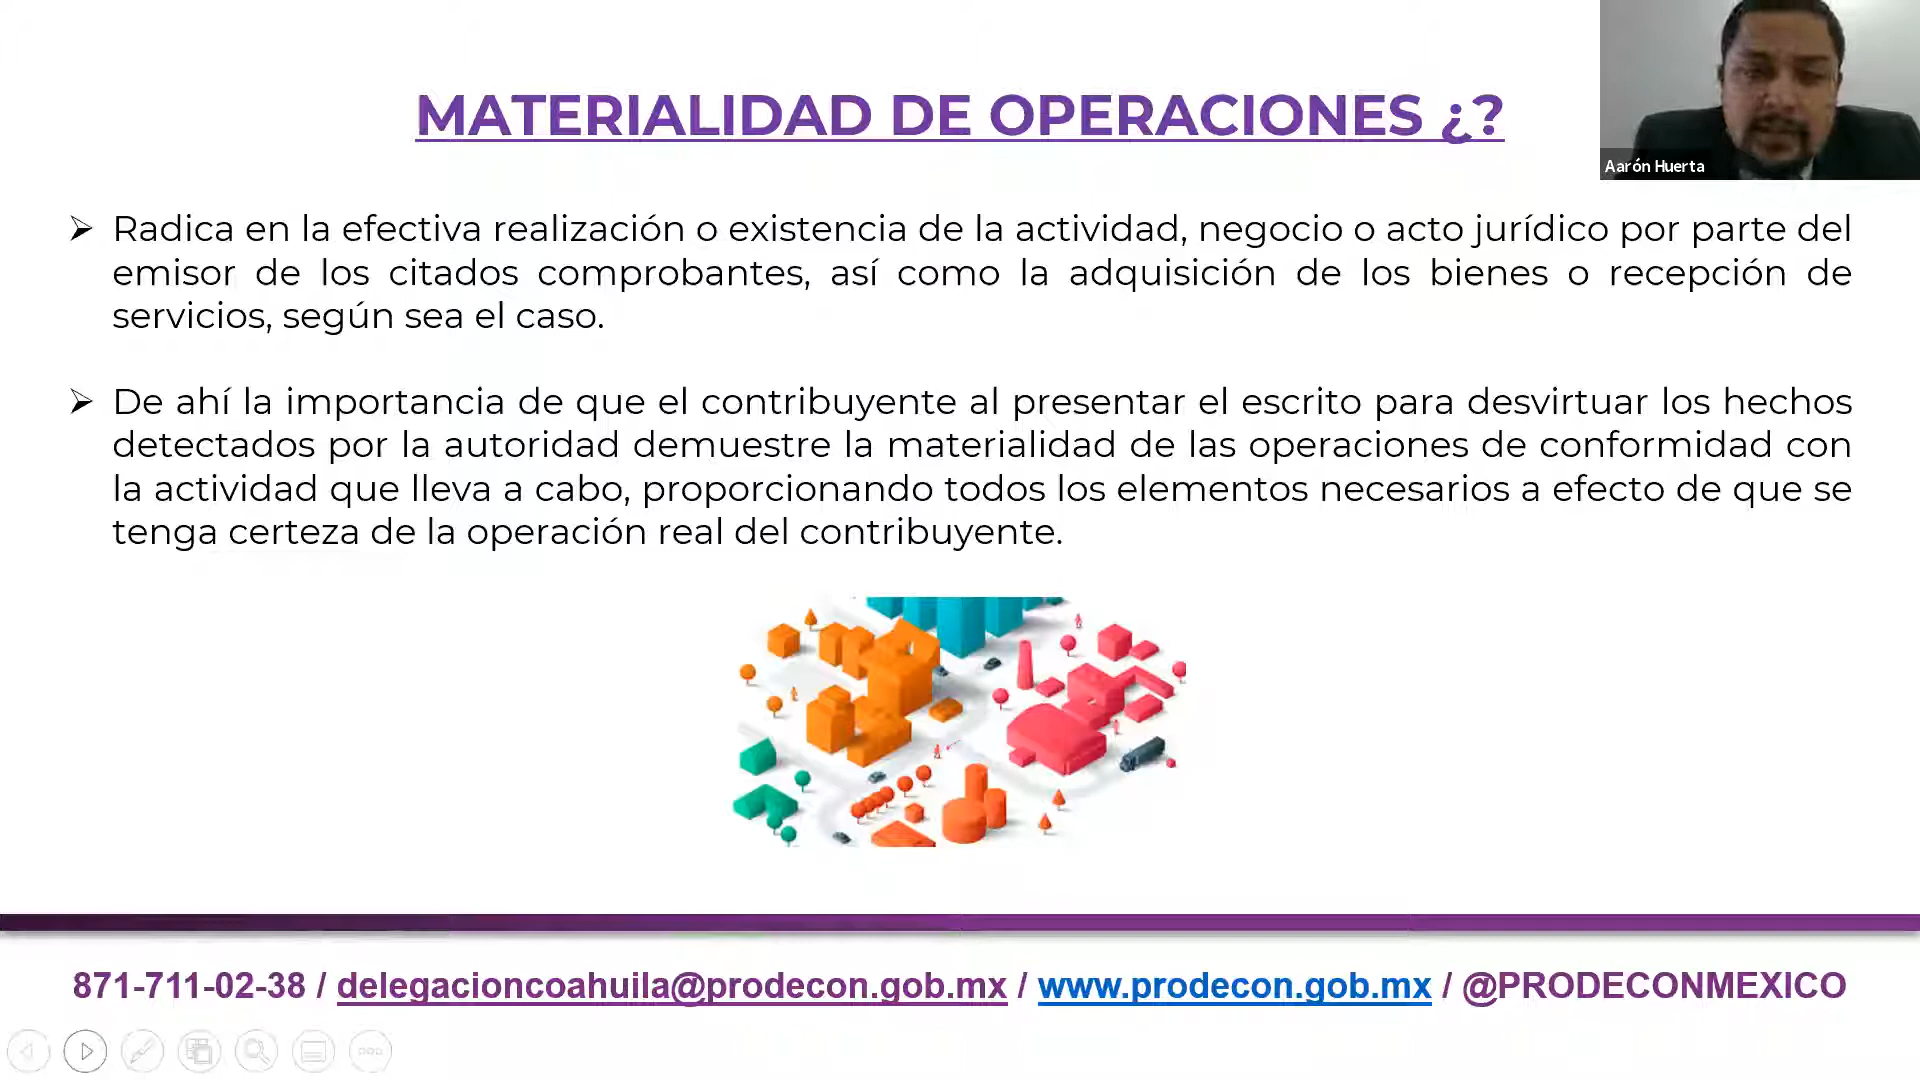 MATERIALIDAD DE OPERACIONES ¿?
Aarón Huerta
Radica en la efectiva realización o existencia de la actividad, negocio o acto jurídico por parte del
emisor de los citados comprobantes, así como la adquisición de los bienes o recepción de
servicios, según sea el caso.
De ahí la importancia de que el contribuyente al presentar el escrito para desvirtuar los hechos
detectados por la autoridad demuestre la materialidad de las operaciones de conformidad con
la actividad que lleva a cabo, proporcionando todos los elementos necesarios a efecto de que se
tenga certeza de la operación real del contribuyente.
871-711-02-38 / delegacioncoahuila@prodecon.gob.mx / www.prodecon.gob.mx / @PRODECONMEXICO